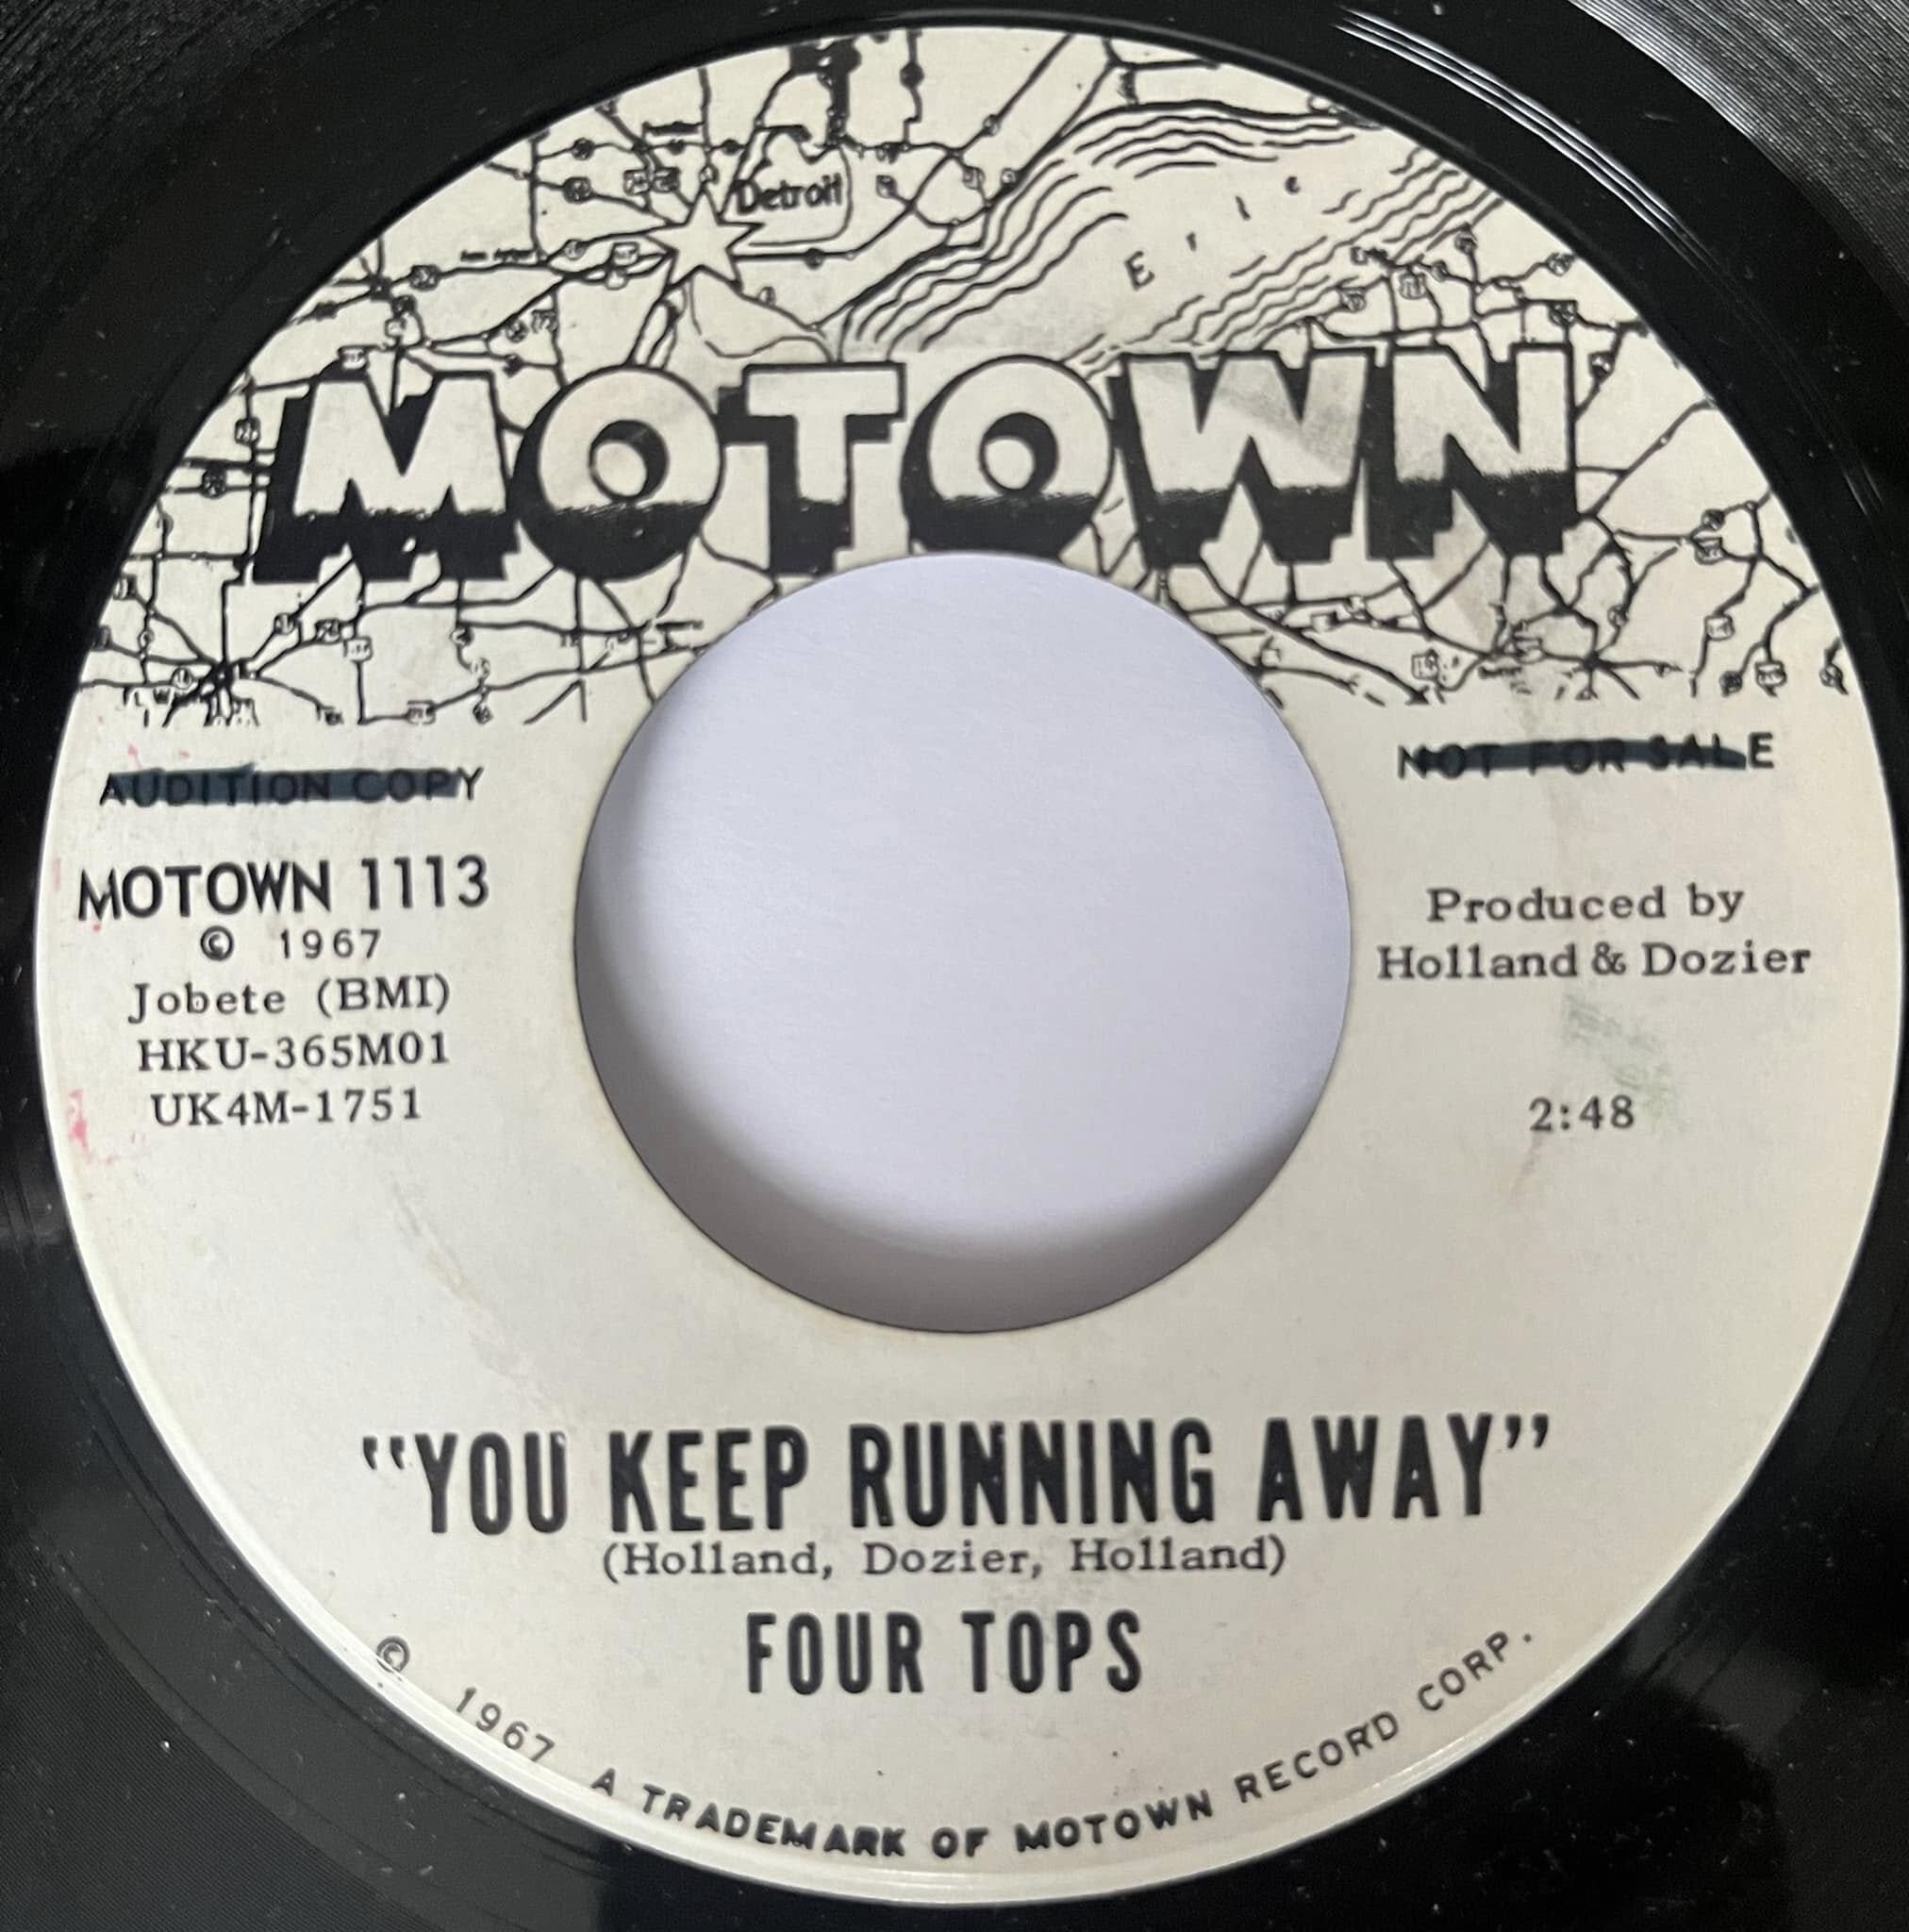 Detroit
Erie
MOTOWN
AUDITION COPY
NOT FOR SALE
MOTOWN 1113
© 1967
Jobete (BMI)
HKU-365M01
UK4M-1751
Produced by
Holland & Dozier
2:48
"YOU KEEP RUNNING AWAY"
(Holland, Dozier, Holland)
FOUR TOPS
© 1967 A TRADEMARK OF MOTOWN RECORD CORP.